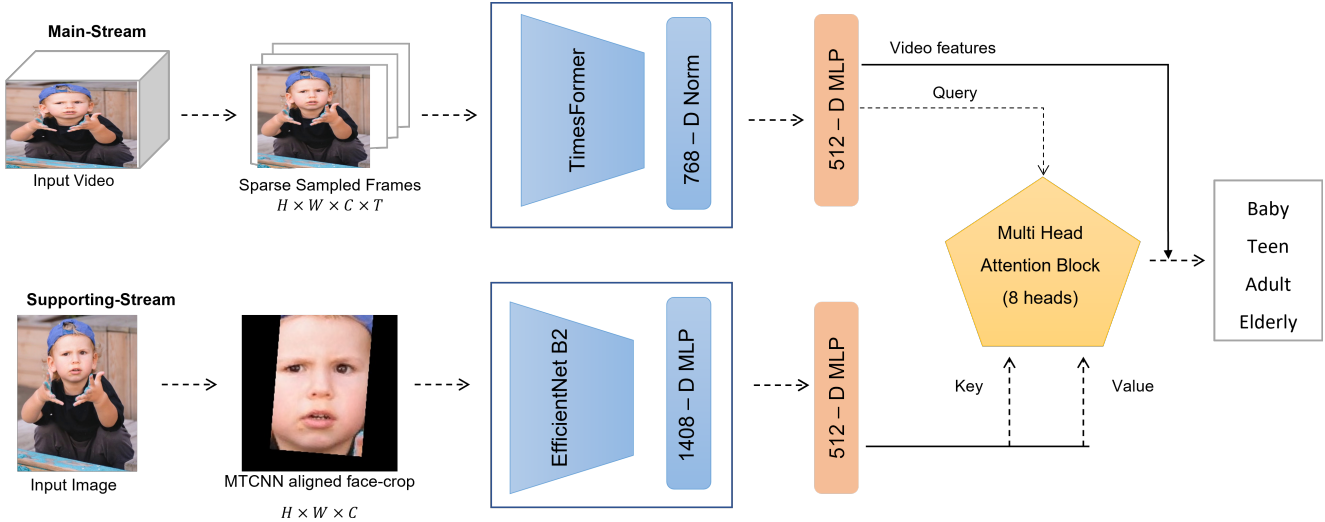 Main-Stream
Input Video
Sparse Sampled Frames
H × W × C × T
TimesFormer
768 – D Norm
512 – D MLP
Video features
Query
Multi Head
Attention Block
(8 heads)
Baby
Teen
Adult
Elderly
Supporting-Stream
Input Image
MTCNN aligned face-crop
H × W × C
EfficientNet B2
1408 – D MLP
512 – D MLP
Key
Value